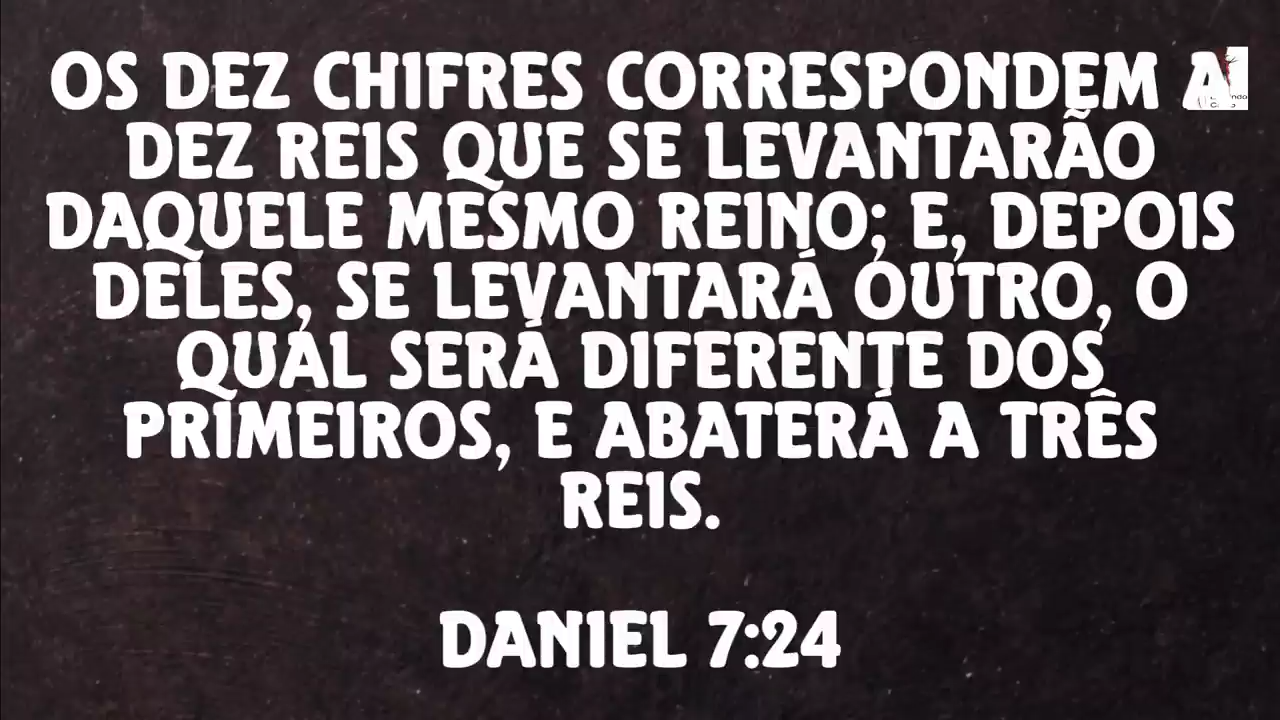 OS DEZ CHIFRES CORRESPONDEM A
DEZ REIS QUE SE LEVANTARÃO
DAQUELE MESMO REINO; E, DEPOIS
DELES, SE LEVANTARÁ OUTRO, O
QUAL SERÁ DIFERENTE DOS
PRIMEIROS, E ABATERÁ A TRÊS
REIS.
DANIEL 7:24